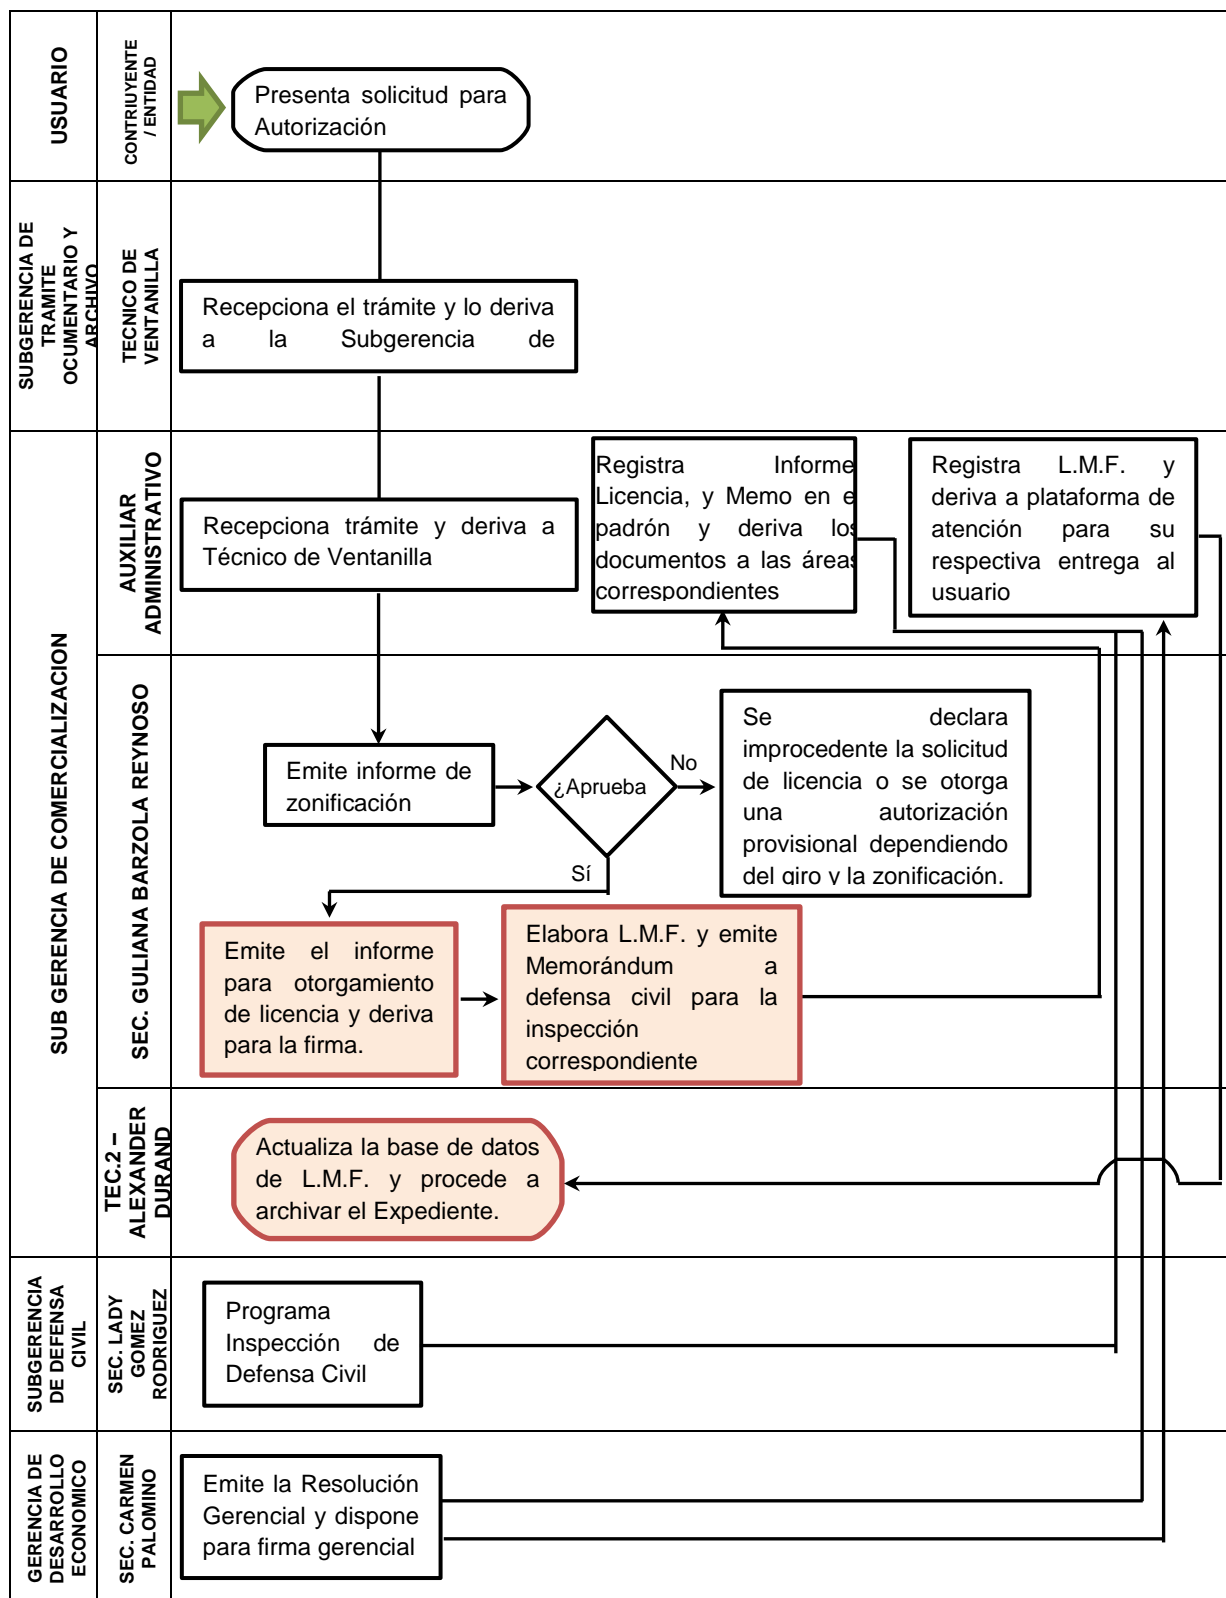 USUARIO
CONTRIUYENTE
/ ENTIDAD
Presenta solicitud para
Autorización
SUBGERENCIA DE
TRAMITE
OCUMENTARIO Y
ARCHIVO
TECNICO DE
VENTANILLA
Recepciona el trámite y lo deriva
a la Subgerencia de
SUB GERENCIA DE COMERCIALIZACION
AUXILIAR
ADMINISTRATIVO
Recepciona trámite y deriva a
Técnico de Ventanilla
Registra Informe
Licencia, y Memo en e
padrón y deriva los
documentos a las áreas
correspondientes
Registra L.M.F. y
deriva a plataforma de
atención para su
respectiva entrega al
usuario
SEC. GULIANA BARZOLA REYNOSO
Emite informe de
zonificación
¿Aprueba
No
Sí
Se declara
improcedente la solicitud
de licencia o se otorga
una autorización
provisional dependiendo
del giro y la zonificación.
Emite el informe
para otorgamiento
de licencia y deriva
para la firma.
Elabora L.M.F. y emite
Memorándum a
defensa civil para la
inspección
correspondiente
TEC.2 –
ALEXANDER
DURAND
Actualiza la base de datos
de L.M.F. y procede a
archivar el Expediente.
SUBGERENCIA
DE DEFENSA
CIVIL
SEC. LADY
GOMEZ
RODRIGUEZ
Programa
Inspección de
Defensa Civil
GERENCIA DE
DESARROLLO
ECONOMICO
SEC. CARMEN
PALOMINO
Emite la Resolución
Gerencial y dispone
para firma gerencial